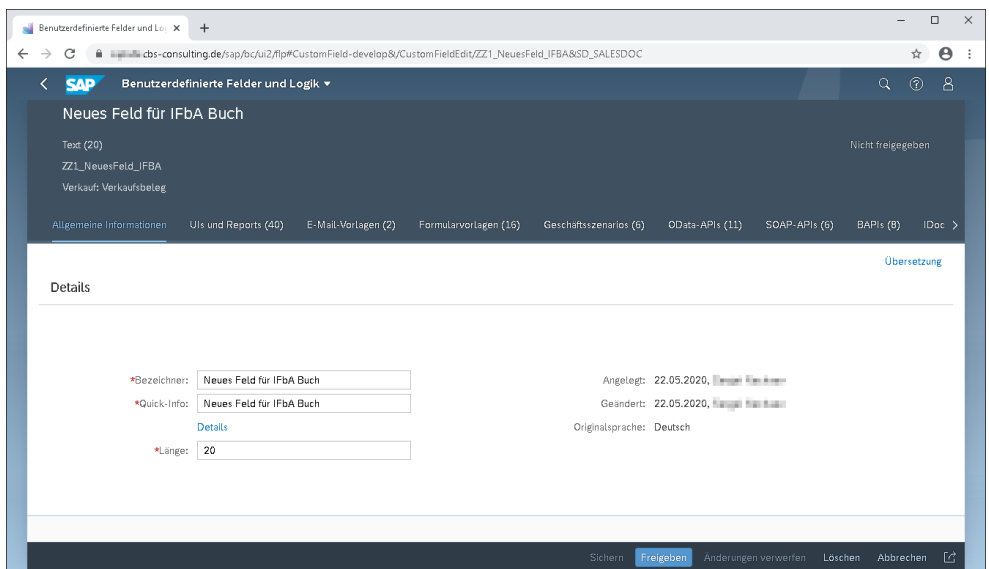 Benutzerdefinierte Felder und Lo
cbs-consulting.de/sap/bc/ui2/flp#CustomField-develop&/CustomFieldEdit/ZZ1_NeuesFeld_IFBA&SD_SALESDOC
SAP Benutzerdefinierte Felder und Logik
Neues Feld für IFbA Buch
Text (20)
Nicht freigegeben
ZZ1_NeuesFeld_IFBA
Verkauf: Verkaufsbeleg
Allgemeine Informationen UIs und Reports (40) E-Mail-Vorlagen (2) Formularvorlagen (16) Geschäftsszenarios (6) OData-APIs (11) SOAP-APIs (6) BAPIs (8) IDoc
Übersetzung
Details
*Bezeichner: Neues Feld für IFbA Buch Angelegt: 22.05.2020,
*Quick-Info: Neues Feld für IFbA Buch Geändert: 22.05.2020,
Details Originalsprache: Deutsch
*Länge: 20
Sichern Freigeben Änderungen verwerfen Löschen Abbrechen